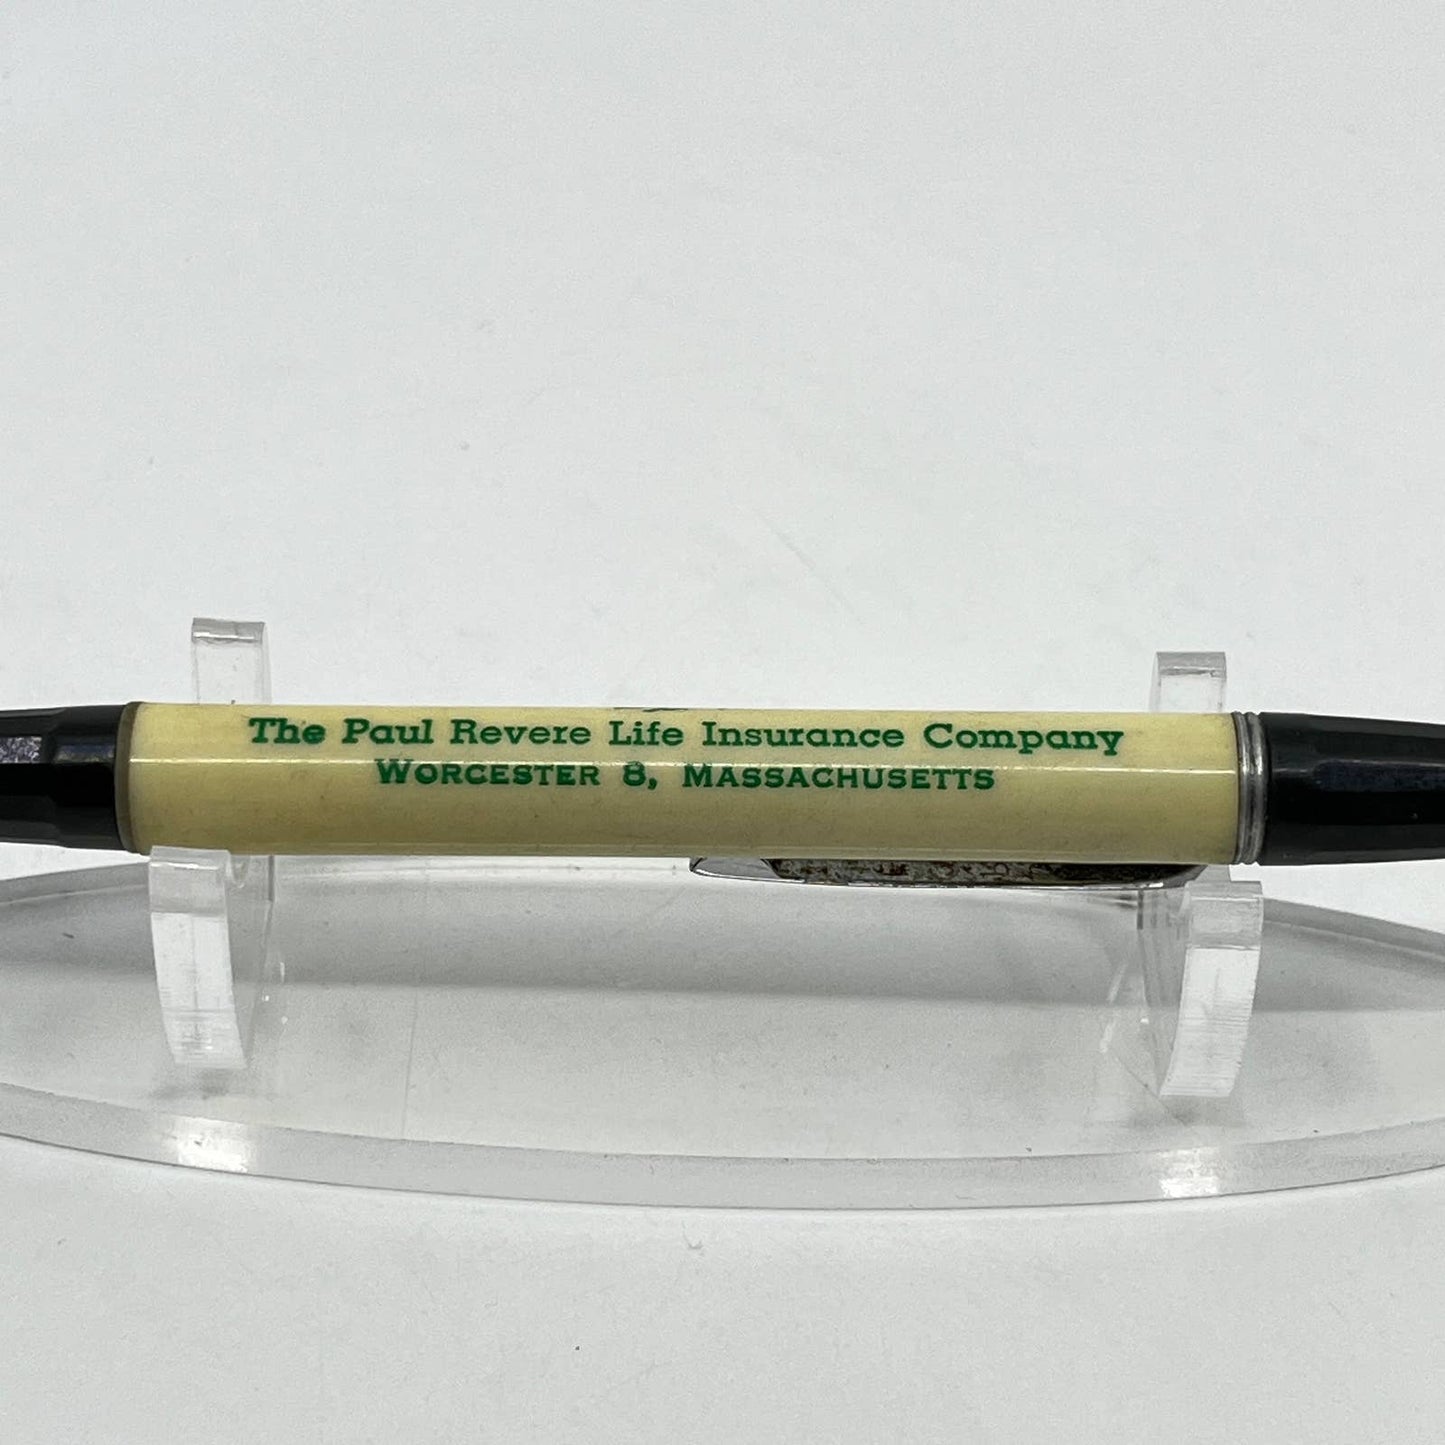 The Paul Revere Life Insurance Company
WORCESTER 8, MASSACHUSETTS